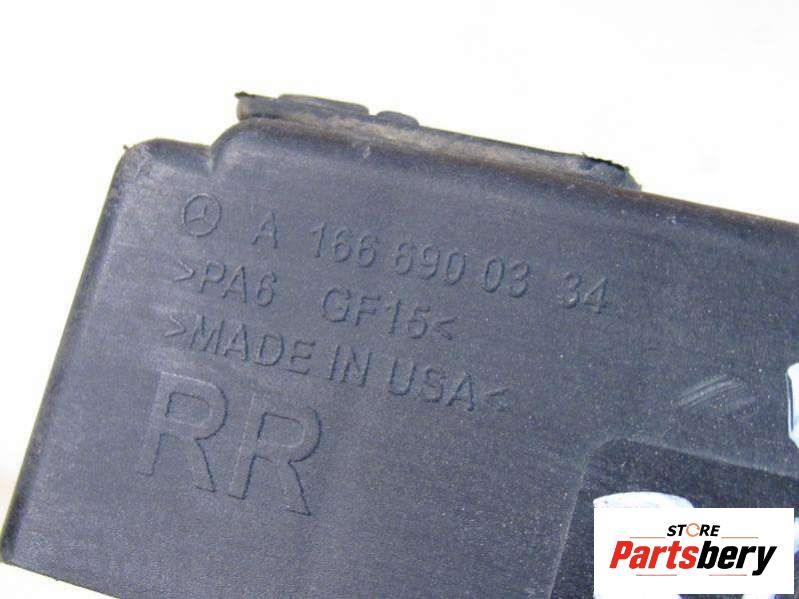 A 166 690 03 34
>PA6 GF15<
>MADE IN USA<
RR
STORE
Partsbery